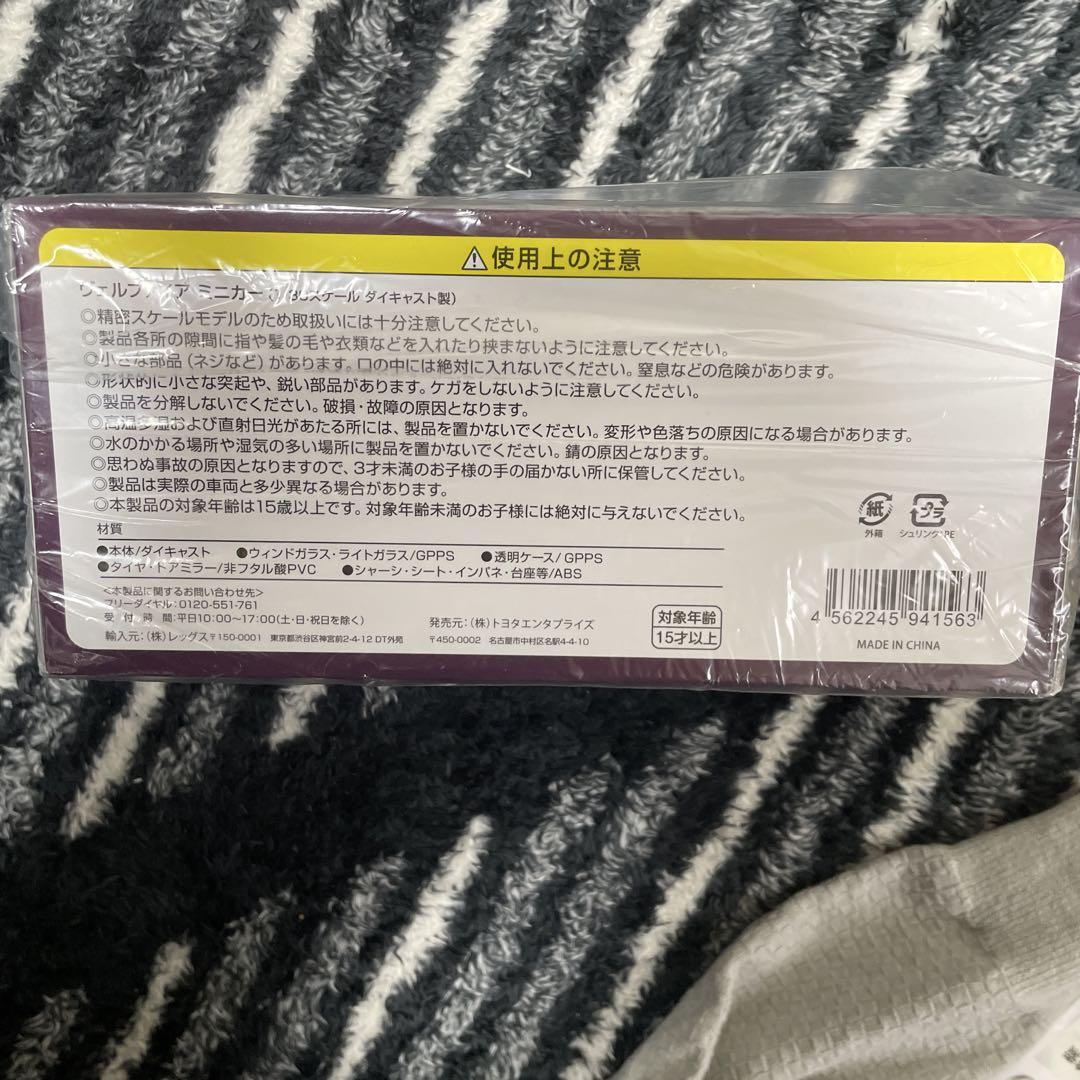 ⚠使用上の注意
ヴェルファイア ミニカー スケール ダイキャスト製)
◎精密スケールモデルのため取扱いには十分注意してください。
◎製品各所の隙間に指や髪の毛や衣類などを入れたり挟まないように注意してください。
◎小さな部品(ネジなど)があります。口の中には絶対に入れないでください。窒息などの危険があります。
◎形状的に小さな突起や、鋭い部品があります。ケガをしないように注意してください。
◎製品を分解しないでください。破損・故障の原因となります。
◎高温多湿および直射日光があたる所には、製品を置かないでください。変形や色落ちの原因になる場合があります。
◎水のかかる場所や湿気の多い場所に製品を置かないでください。錆の原因となります。
◎思わぬ事故の原因となりますので、3才未満のお子様の手の届かない所に保管してください。
◎製品は実際の車両と多少異なる場合があります。
◎本製品の対象年齢は15歳以上です。対象年齢未満のお子様には絶対に与えないでください。
材質
●本体/ダイキャスト ●ウィンドガラス・ライトガラス/GPPS ●透明ケース/GPPS
●タイヤ・ドアミラー/非フタル酸PVC ●シャーシ・シート・インパネ・台座等/ABS
<本製品に関するお問い合わせ先>
フリーダイヤル:0120-551-761
受付時間:平日10:00〜17:00(土・日・祝日を除く)
発売元:(株)トヨタエンタプライズ
輸入元:(株)レッグス〒150-0001 東京都渋谷区神宮前2-4-12 DT外苑
〒450-0002 名古屋市中村区名駅4-4-10
対象年齢
15才以上
紙
外箱
プラ
シュリンク:PE
4 562245 941563
MADE IN CHINA